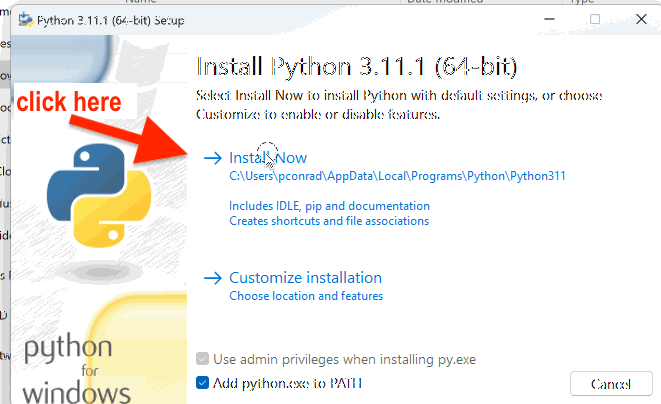 Name
Date modified
Type
Python 3.11.1 (64-bit) Setup
Install Python 3.11.1 (64-bit)
Select Install Now to install Python with default settings, or choose
Customize to enable or disable features.
click here
Install Now
C:\Users\pconrad\AppData\Local\Programs\Python\Python311
Includes IDLE, pip and documentation
Creates shortcuts and file associations
Customize installation
Choose location and features
python
for
windows
Use admin privileges when installing py.exe
Add python.exe to PATH
Cancel